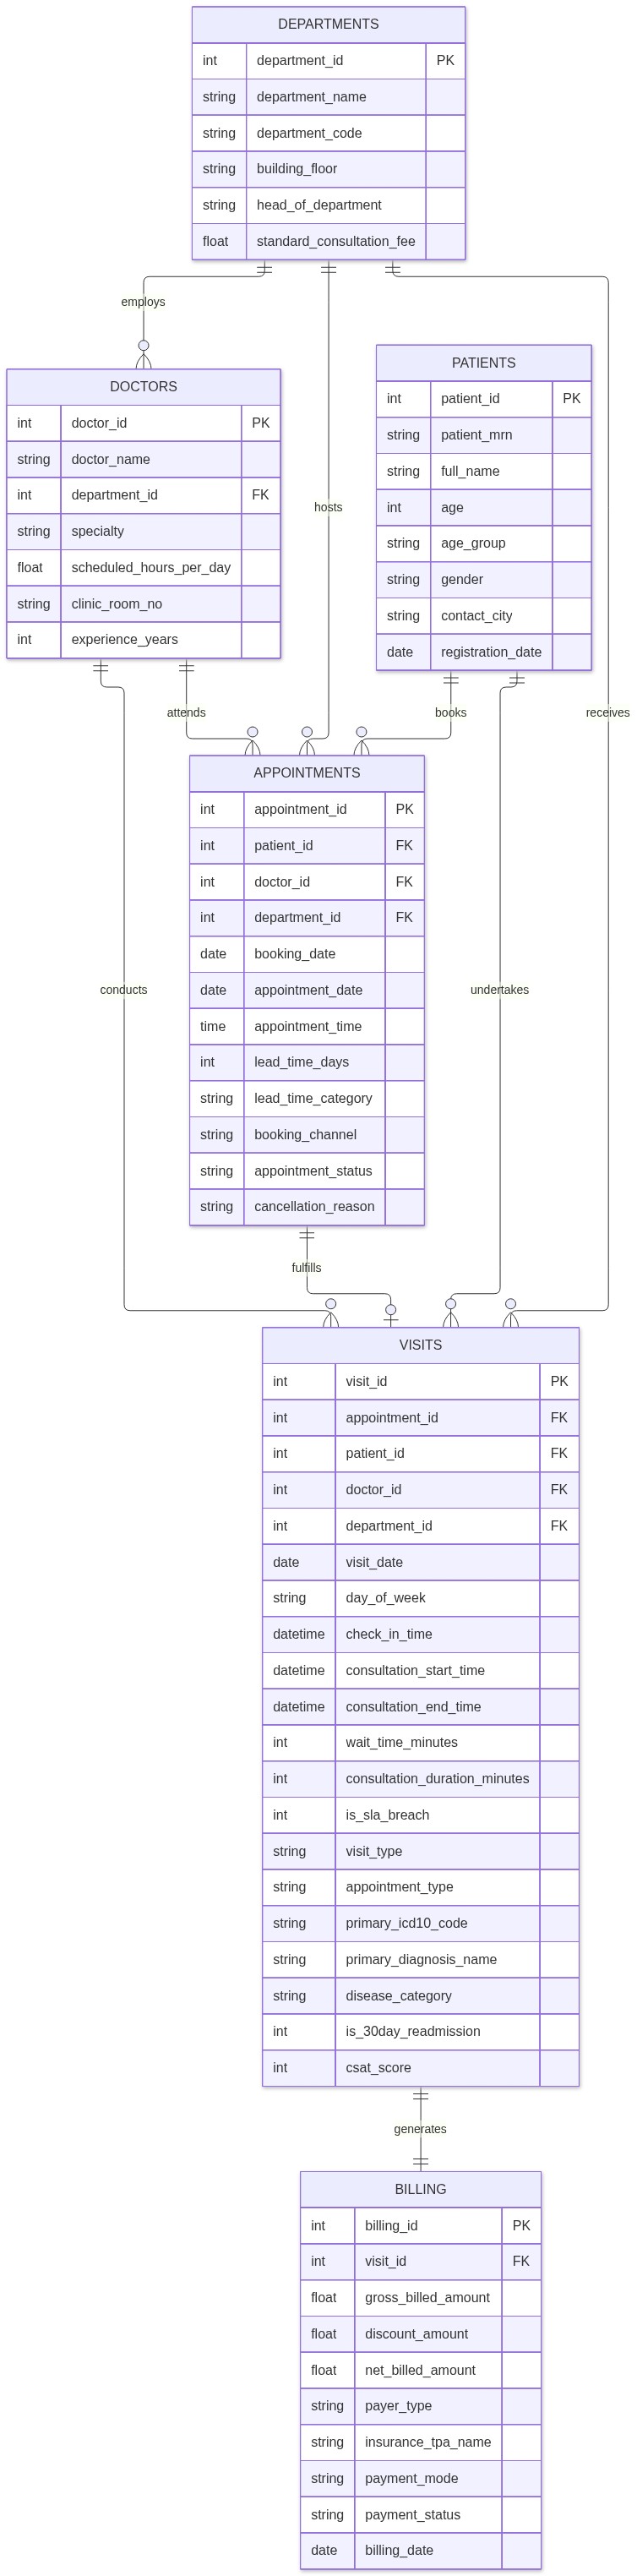 DEPARTMENTS
int department_id PK
string department_name
string department_code
string building_floor
string head_of_department
float standard_consultation_fee
employs
DOCTORS
int doctor_id PK
string doctor_name
int department_id FK
string specialty
float scheduled_hours_per_day
string clinic_room_no
int experience_years
hosts
PATIENTS
int patient_id PK
string patient_mrn
string full_name
int age
string age_group
string gender
string contact_city
date registration_date
attends
books
receives
APPOINTMENTS
int appointment_id PK
int patient_id FK
int doctor_id FK
int department_id FK
date booking_date
date appointment_date
time appointment_time
int lead_time_days
string lead_time_category
string booking_channel
string appointment_status
string cancellation_reason
conducts
undertakes
fulfills
VISITS
int visit_id PK
int appointment_id FK
int patient_id FK
int doctor_id FK
int department_id FK
date visit_date
string day_of_week
datetime check_in_time
datetime consultation_start_time
datetime consultation_end_time
int wait_time_minutes
int consultation_duration_minutes
int is_sla_breach
string visit_type
string appointment_type
string primary_icd10_code
string primary_diagnosis_name
string disease_category
int is_30day_readmission
int csat_score
generates
BILLING
int billing_id PK
int visit_id FK
float gross_billed_amount
float discount_amount
float net_billed_amount
string payer_type
string insurance_tpa_name
string payment_mode
string payment_status
date billing_date